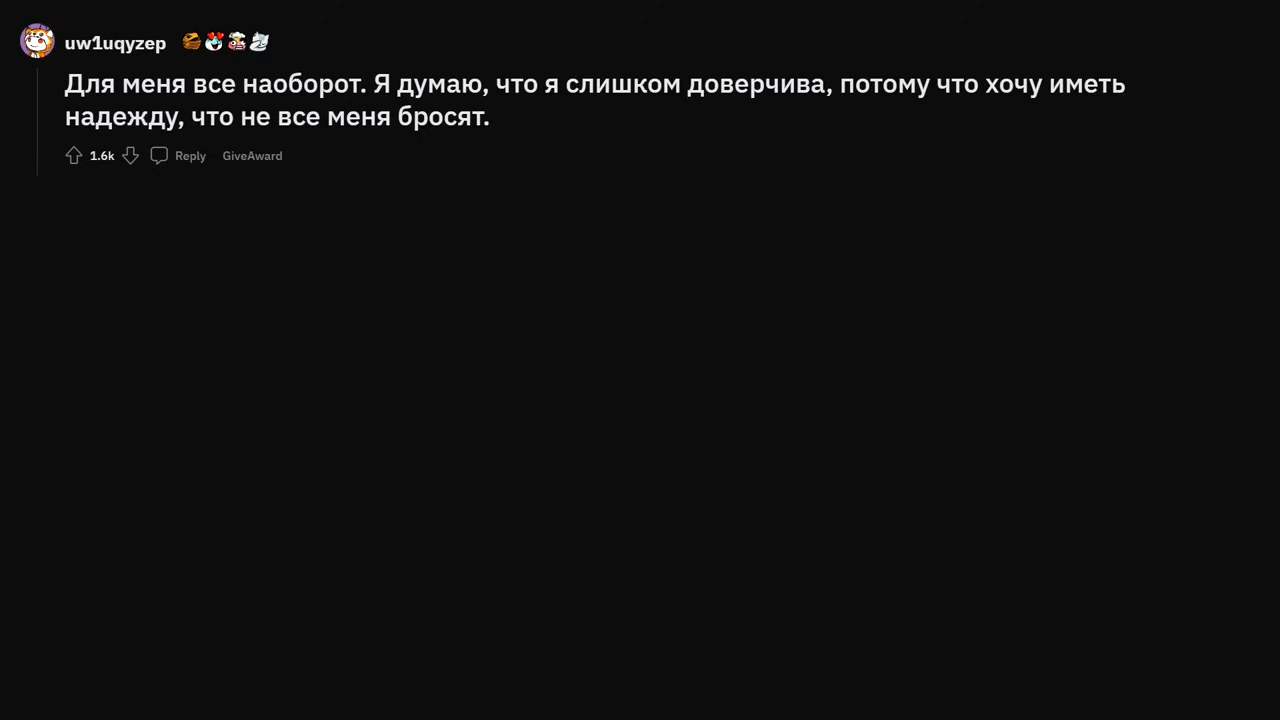 uw1uqyzep
Для меня все наоборот. Я думаю, что я слишком доверчива, потому что хочу иметь
надежду, что не все меня бросят.
1.6k Reply GiveAward